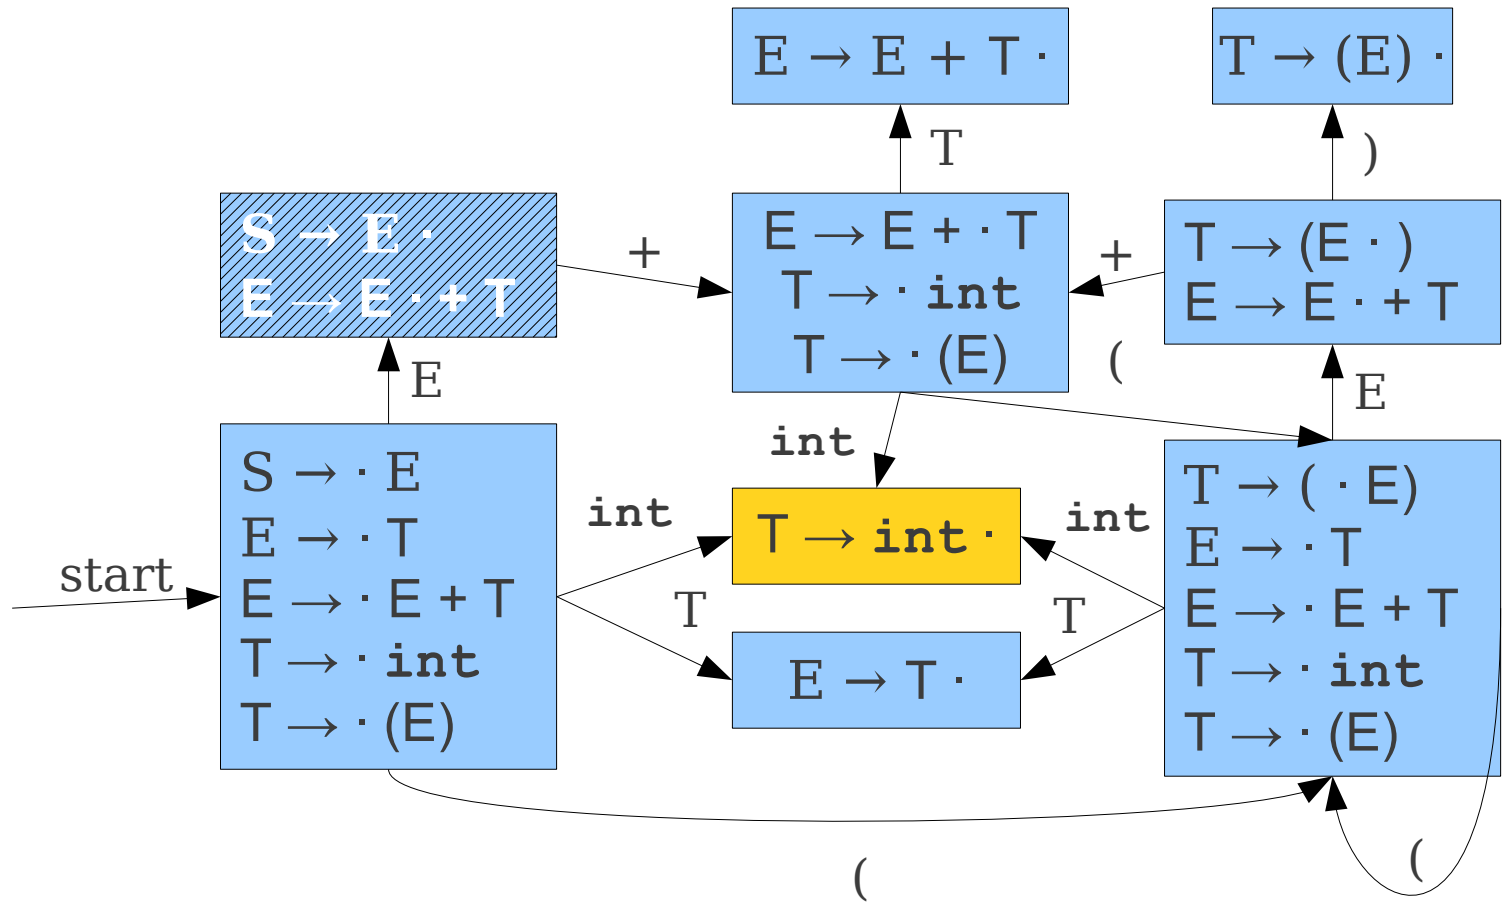 E → E + T ·
T → (E) ·
T
)
S → E ·
E → E · + T
+
E → E + · T
T → · int
T → · (E)
+
T → (E · )
E → E · + T
E
(
E
int
S → · E
E → · T
E → · E + T
T → · int
T → · (E)
start
int
T → int ·
int
T
E → T ·
T
T → ( · E)
E → · T
E → · E + T
T → · int
T → · (E)
(
(